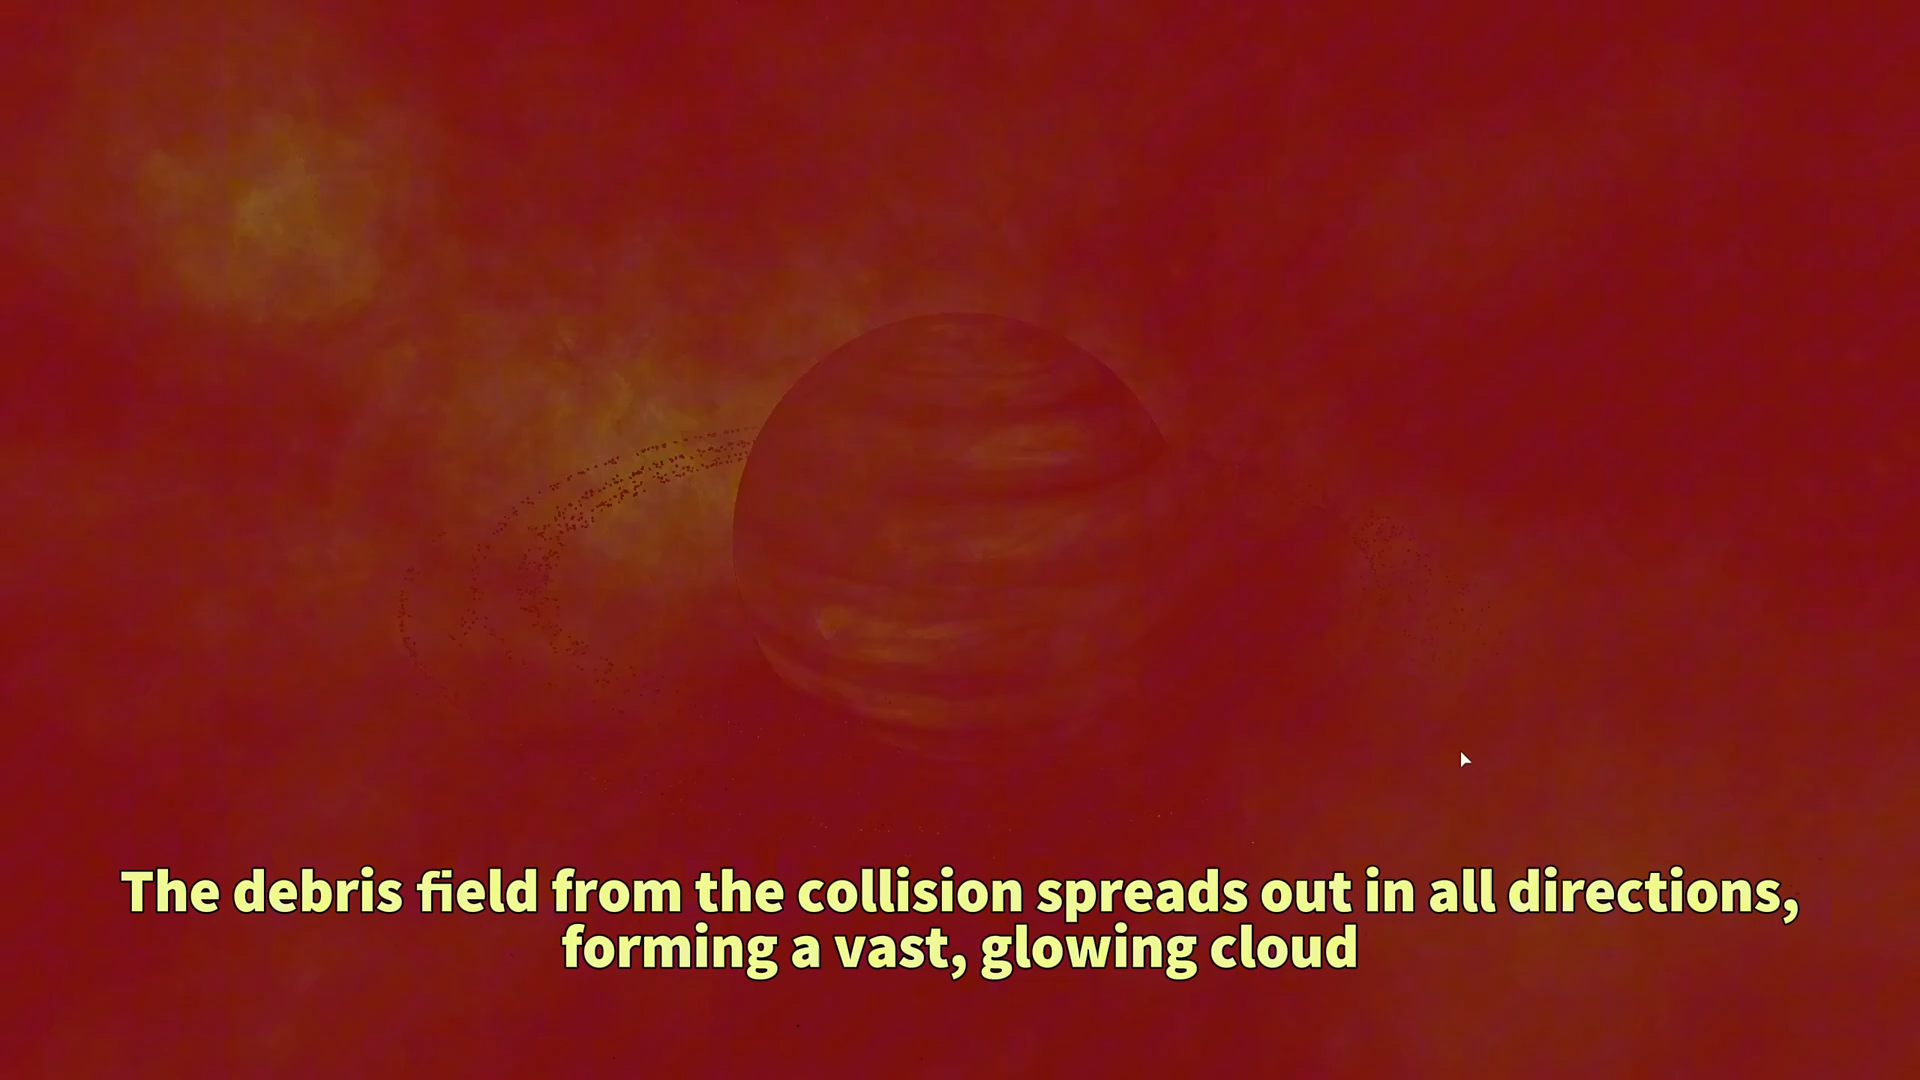 The debris field from the collision spreads out in all directions,
forming a vast, glowing cloud